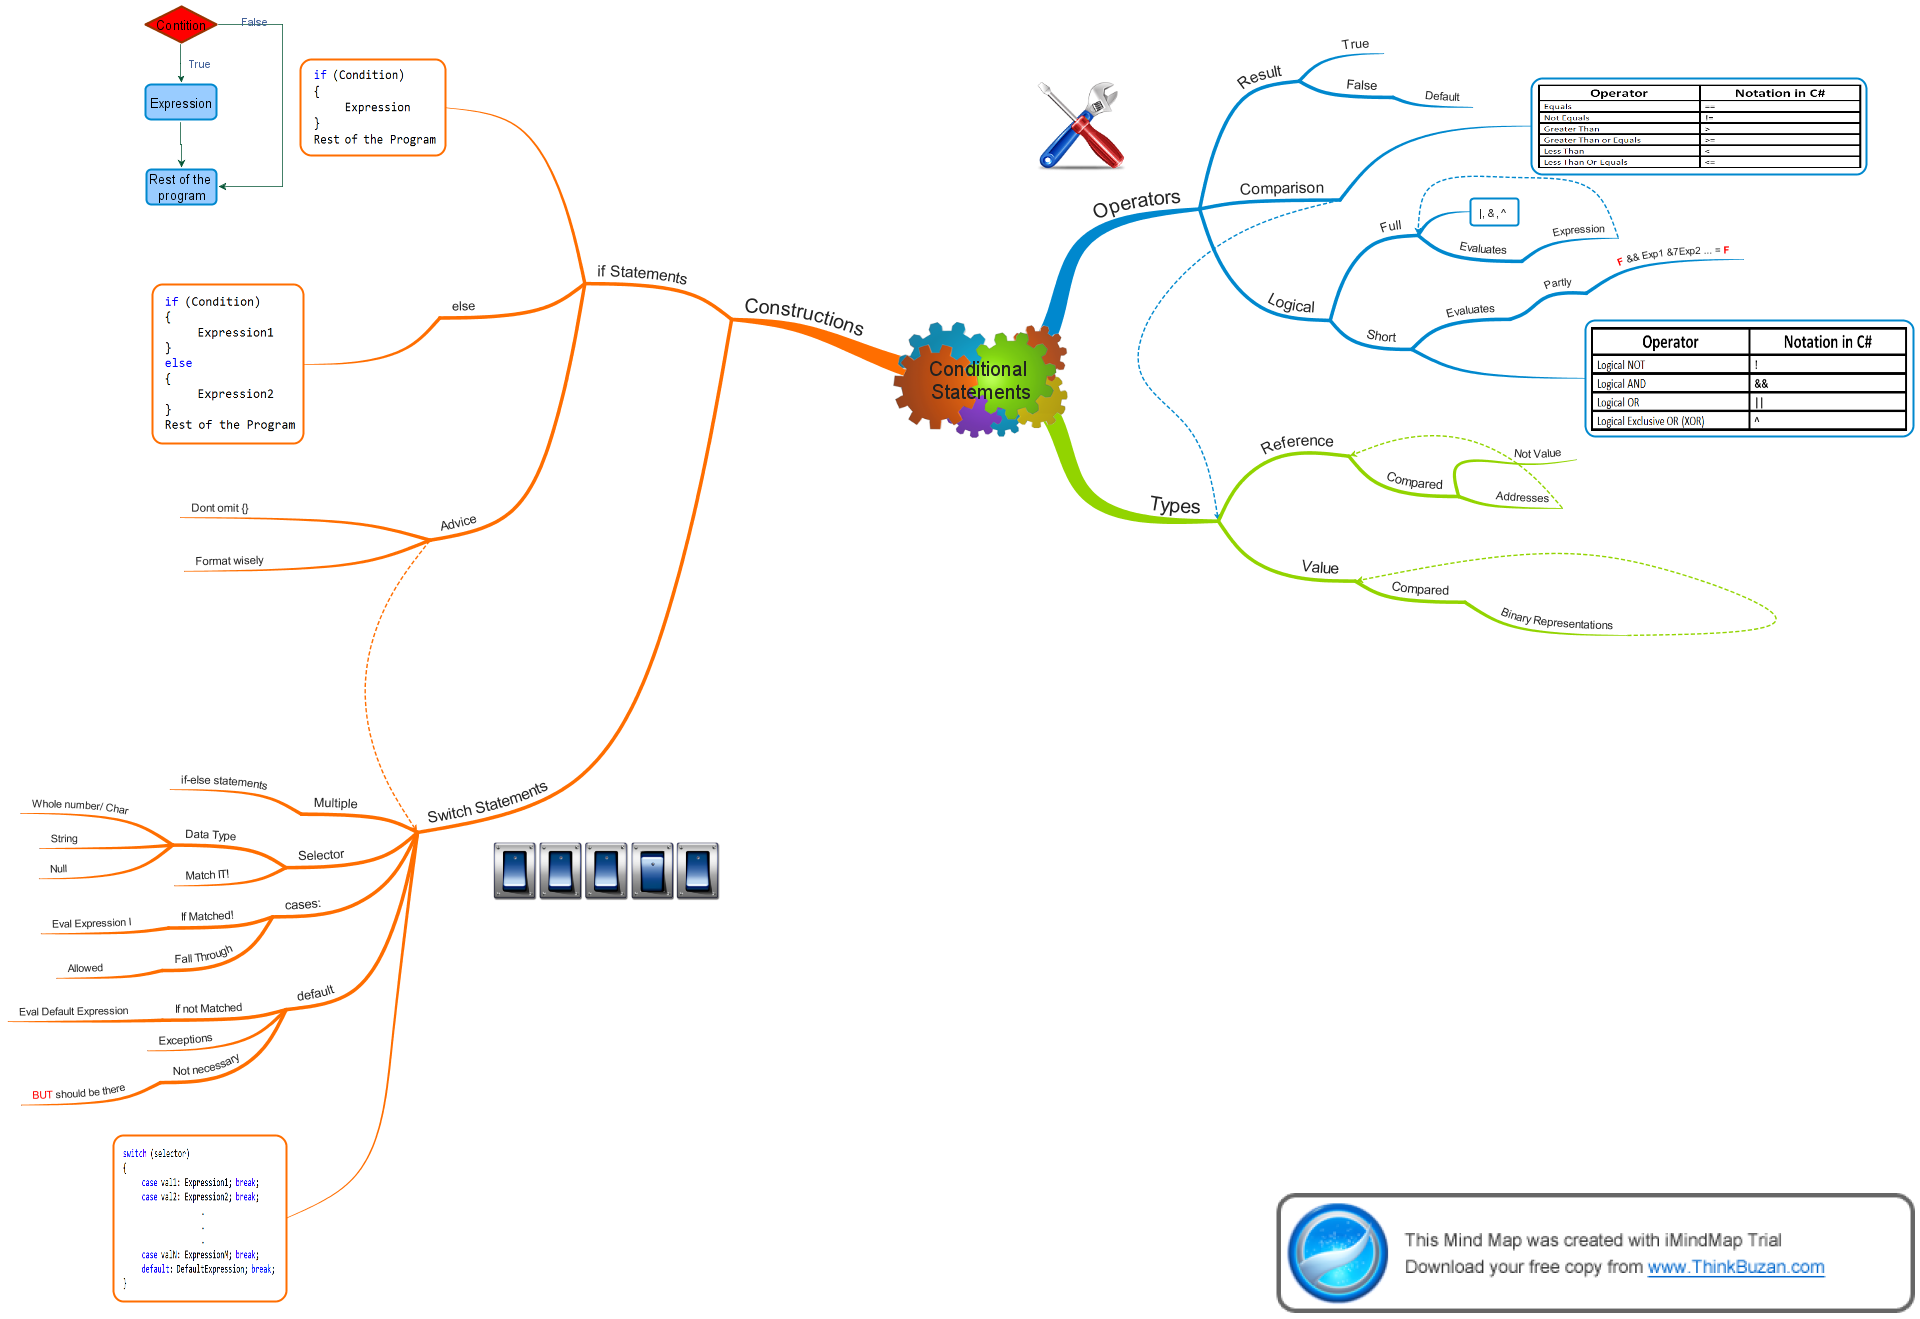 Contition
False
True
Expression
Rest of the
program
if (Condition)
{
Expression
}
Rest of the Program
if (Condition)
{
Expression1
}
else
{
Expression2
}
Rest of the Program
if Statements
else
Constructions
Advice
Dont omit {}
Format wisely
Conditional
Statements
Switch Statements
Multiple
if-else statements
Selector
Data Type
Whole number/ Char
String
Null
Match IT!
cases:
If Matched!
Eval Expression I
Fall Through
Allowed
default
If not Matched
Eval Default Expression
Exceptions
Not necessary
BUT should be there
switch (selector)
{
case val1: Expression1; break;
case val2: Expression2; break;
.
.
.
case valN: ExpressionN; break;
default: DefaultExpression; break;
}
Operators
Result
True
False
Default
Comparison
Operator Notation in C#
Equals ==
Not Equals !=
Greater Than >
Greater Than or Equals >=
Less Than <
Less Than Or Equals <=
Logical
Full
|, & , ^
Evaluates
Expression
Short
Evaluates
Partly
F && Exp1 &7Exp2 ... = F
Operator Notation in C#
Logical NOT !
Logical AND &&
Logical OR ||
Logical Exclusive OR (XOR) ^
Types
Reference
Compared
Not Value
Addresses
Value
Compared
Binary Representations
This Mind Map was created with iMindMap Trial
Download your free copy from www.ThinkBuzan.com